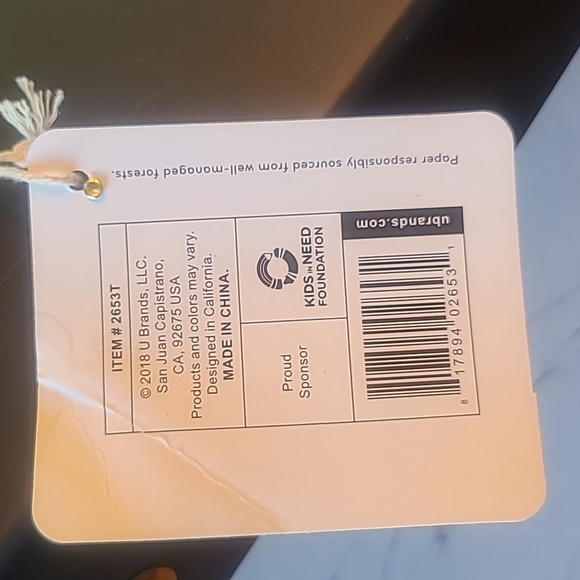 Paper responsibly sourced from well-managed forests.
ITEM # 2653T
© 2018 U Brands, LLC.
San Juan Capistrano,
CA, 92675 USA
Products and colors may vary.
Designed in California.
MADE IN CHINA.
Proud
Sponsor
KIDS IN NEED
FOUNDATION
ubrands.com
8 17894 02653 1